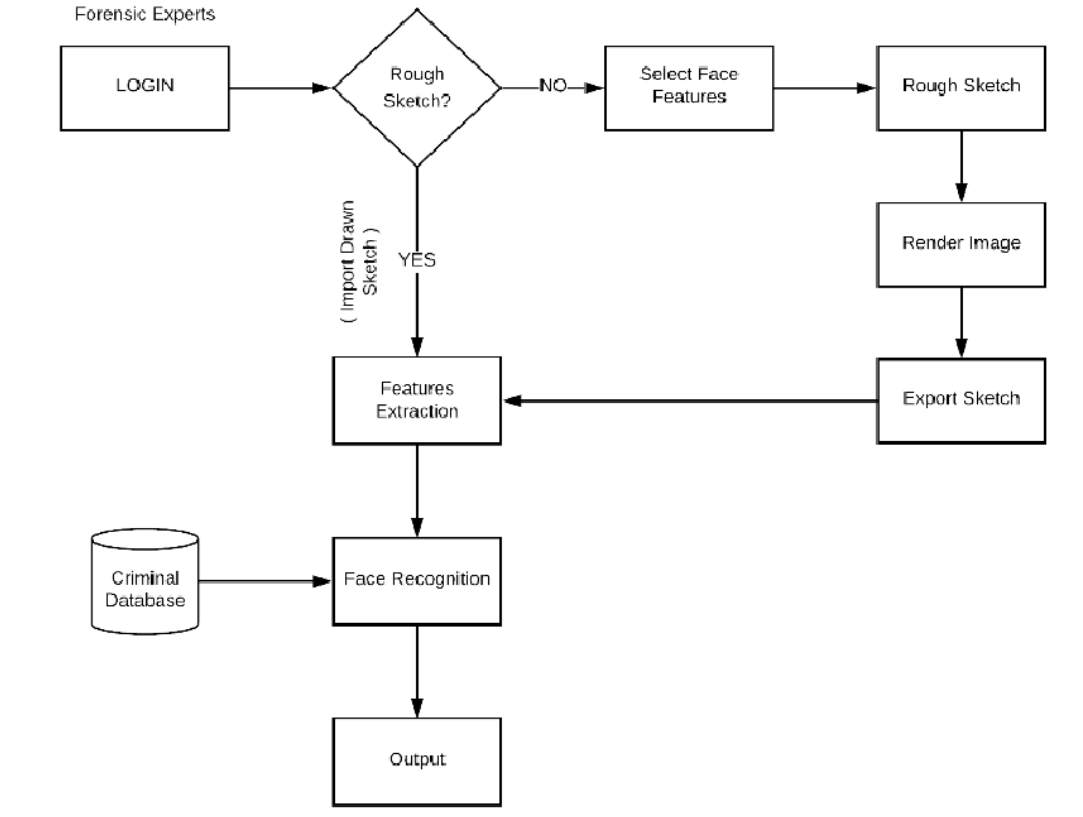 Forensic Experts
LOGIN
Rough
Sketch?
NO
Select Face
Features
Rough Sketch
Render Image
Export Sketch
( Import Drawn
Sketch )
YES
Features
Extraction
Criminal
Database
Face Recognition
Output